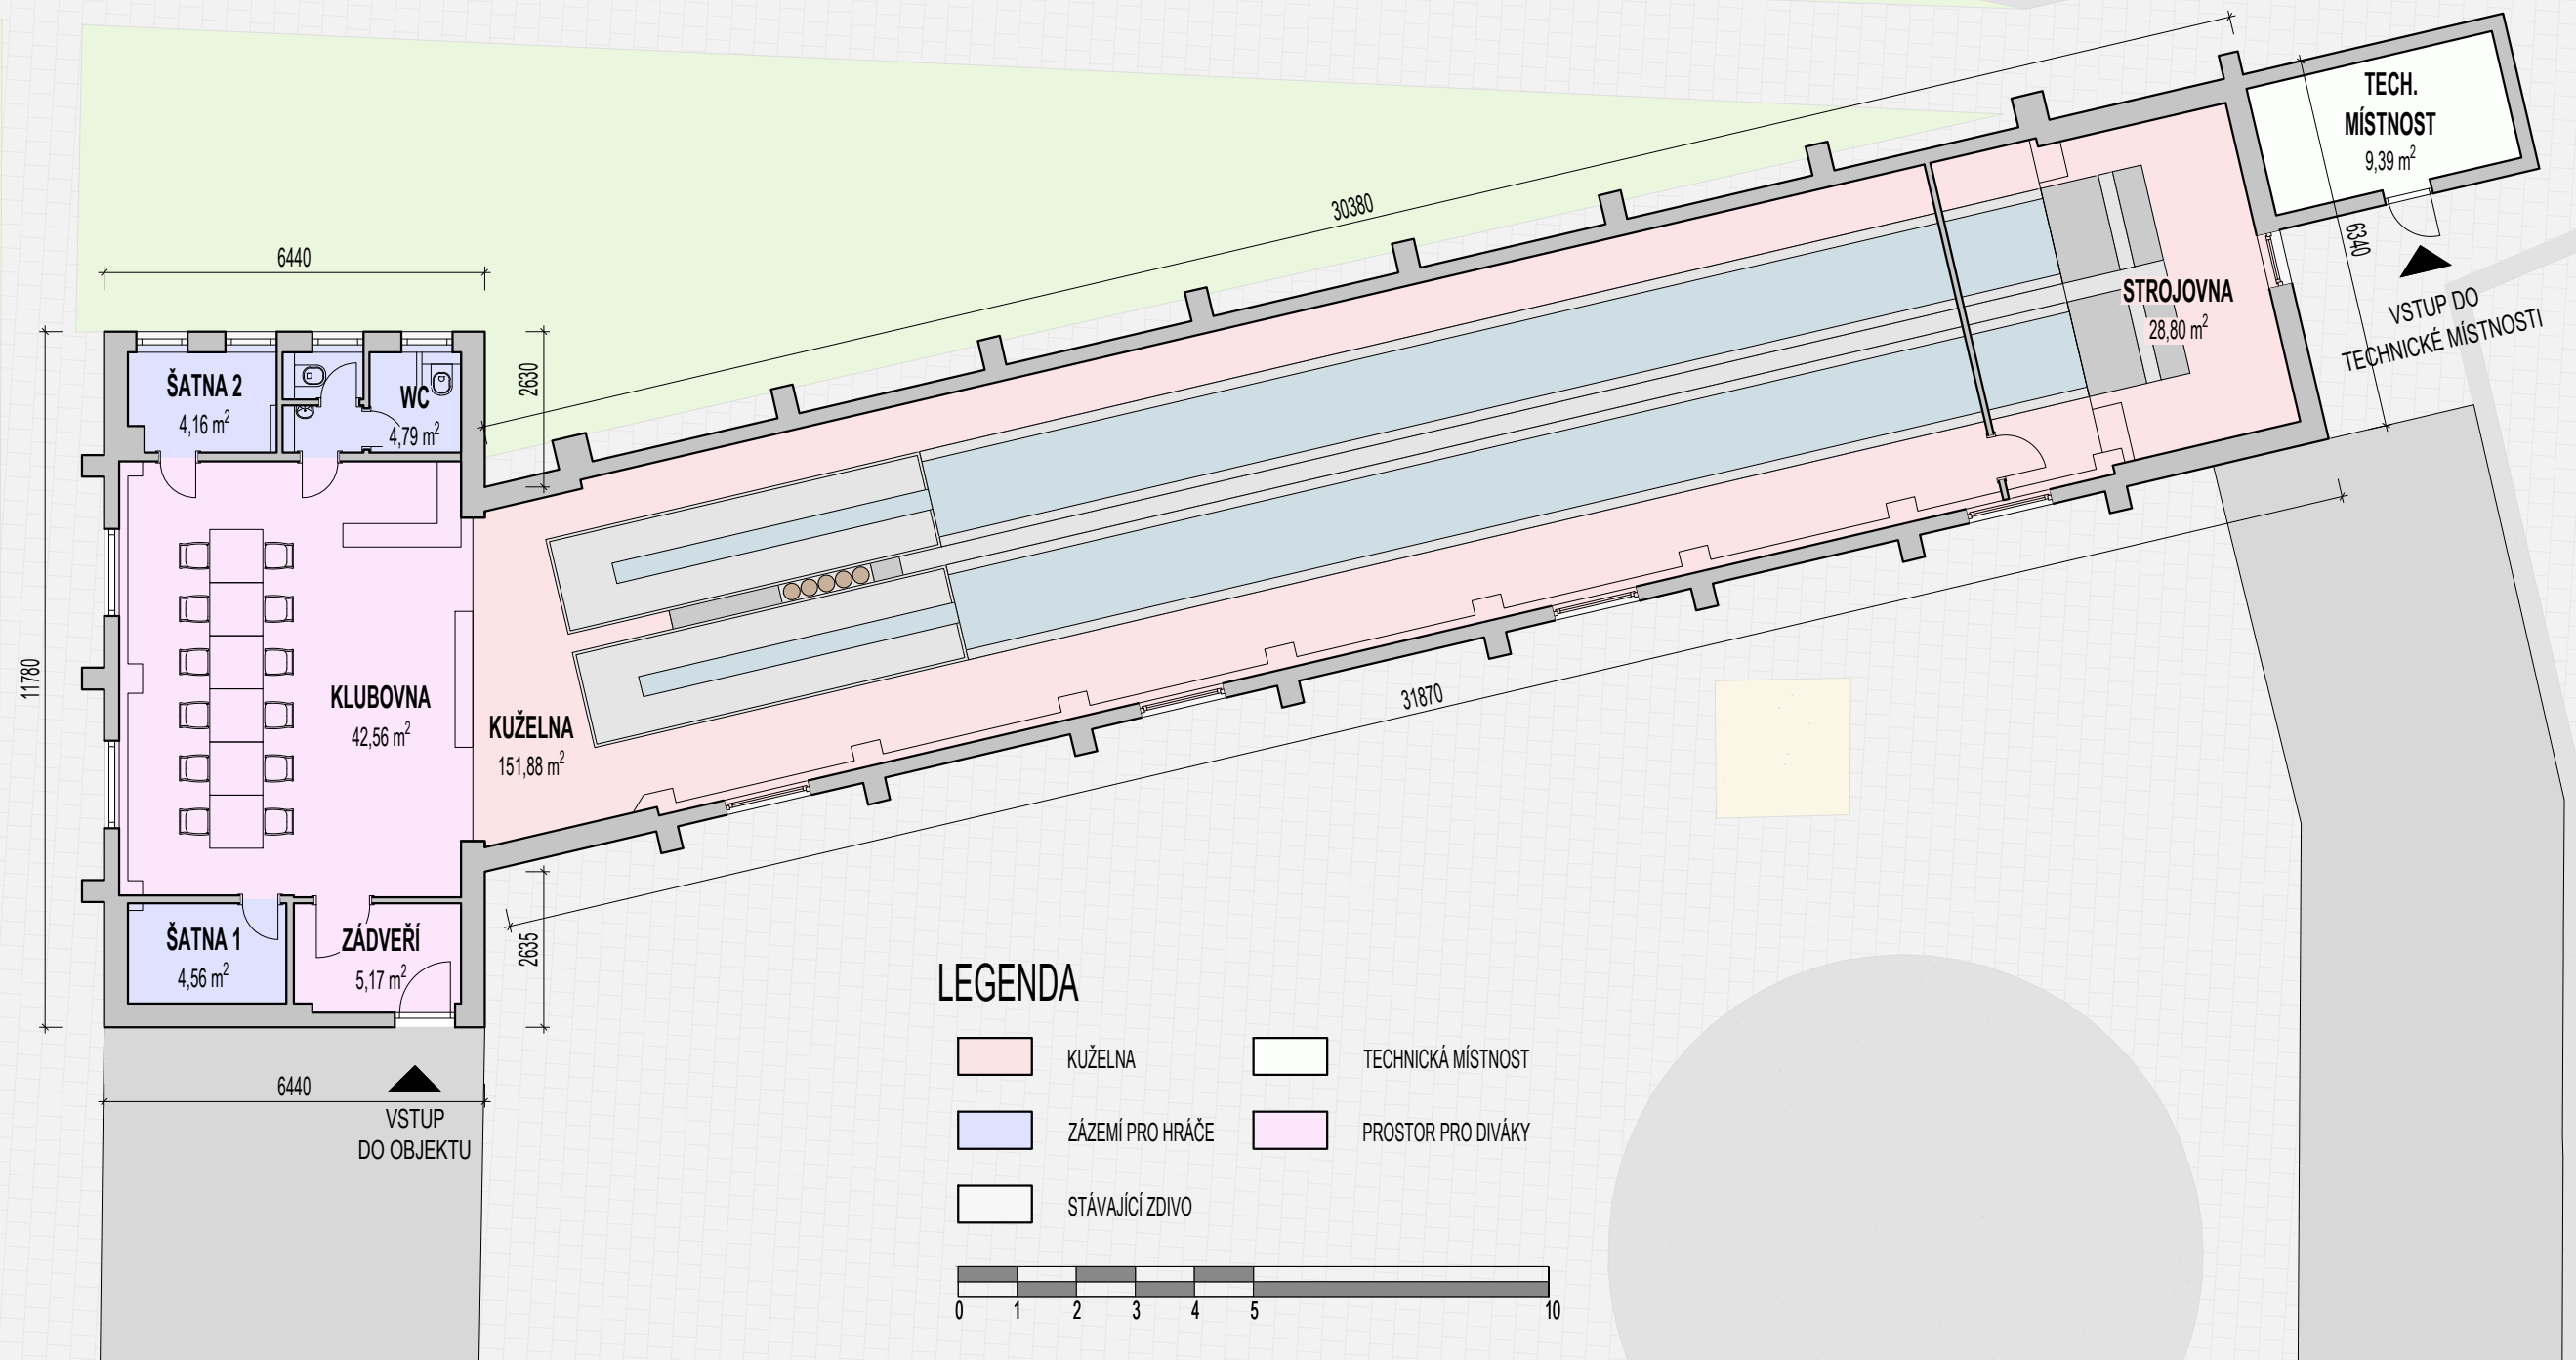 TECH.
MÍSTNOST
9,39 m²
30380
6440
6340
VSTUP DO
TECHNICKÉ MÍSTNOSTI
STROJOVNA
28,80 m²
2630
ŠATNA 2
4,16 m²
WC
4,79 m²
11780
KLUBOVNA
42,56 m²
KUŽELNA
151,88 m²
31870
ŠATNA 1
4,56 m²
ZÁDVEŘÍ
5,17 m²
2635
6440
VSTUP
DO OBJEKTU
LEGENDA
KUŽELNA
TECHNICKÁ MÍSTNOST
ZÁZEMÍ PRO HRÁČE
PROSTOR PRO DIVÁKY
STÁVAJÍCÍ ZDIVO
0 1 2 3 4 5 10